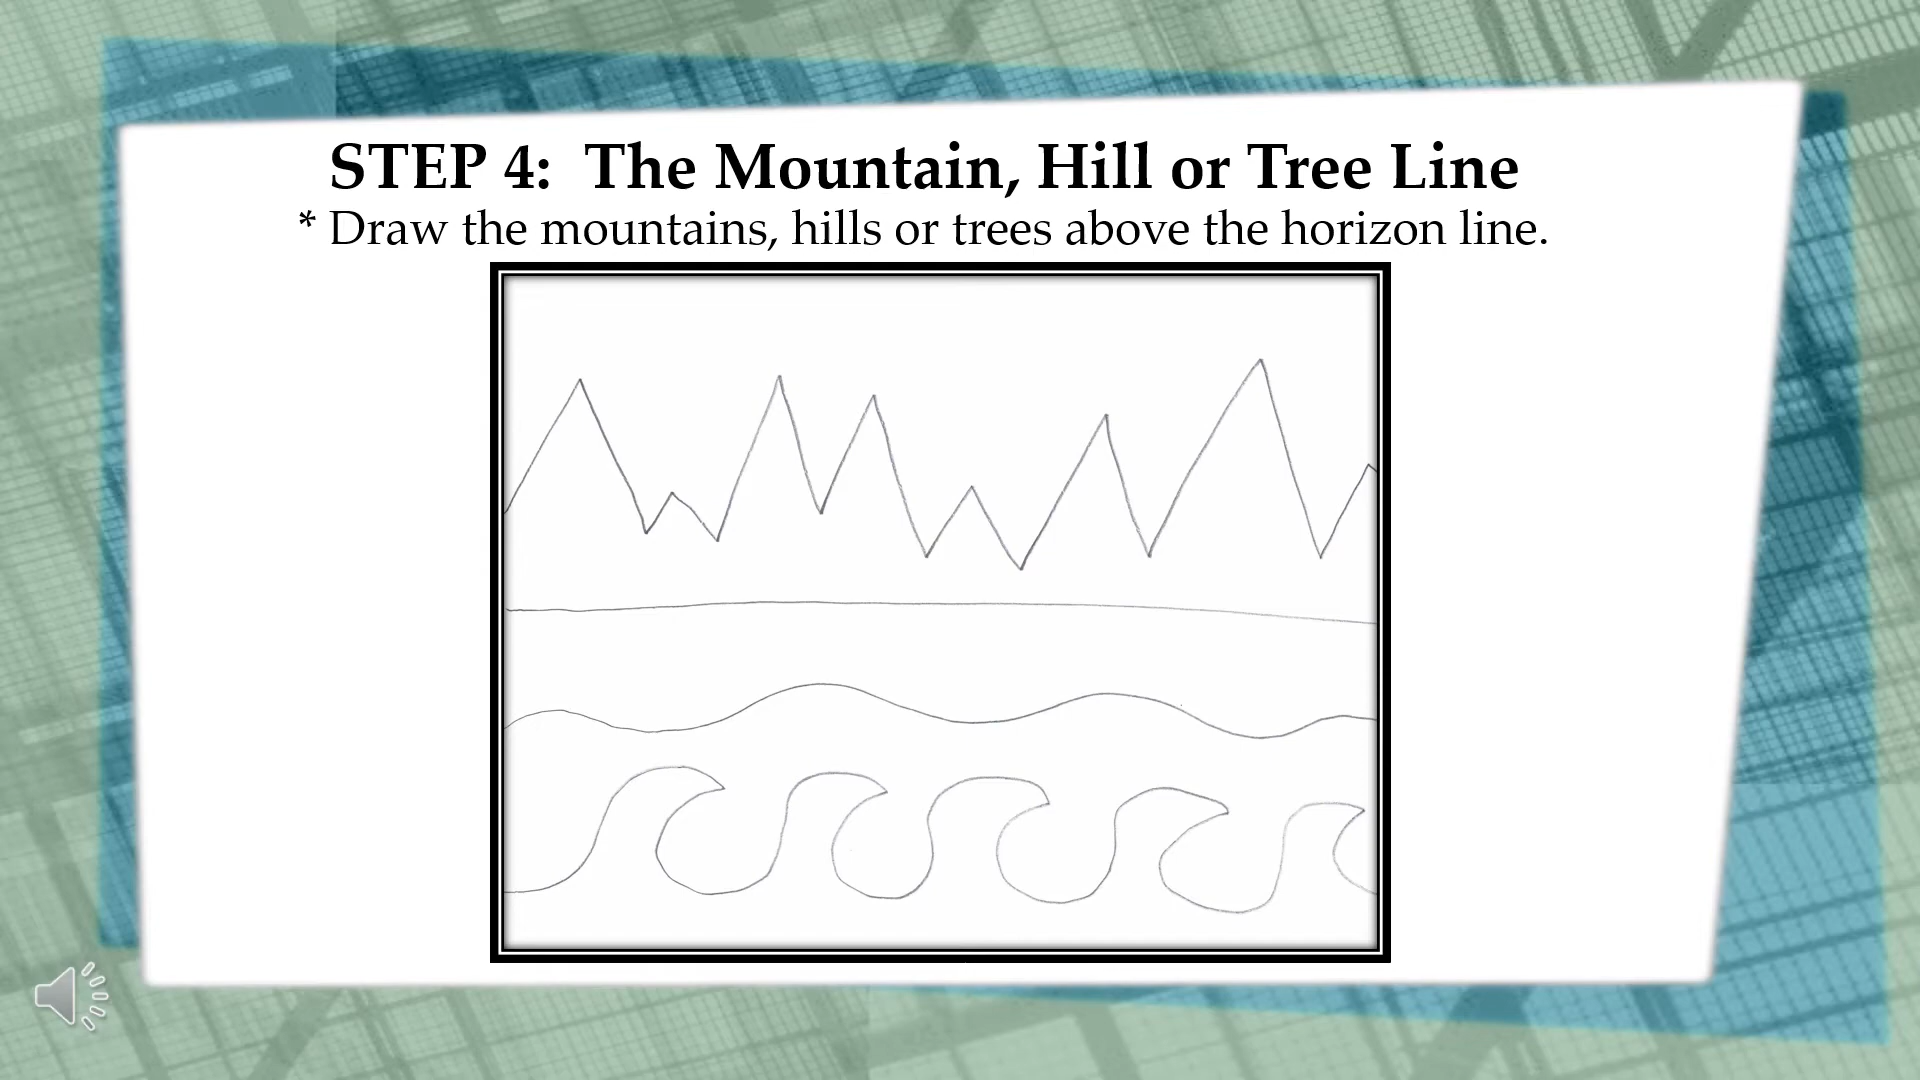 STEP 4:  The Mountain, Hill or Tree Line
* Draw the mountains, hills or trees above the horizon line.